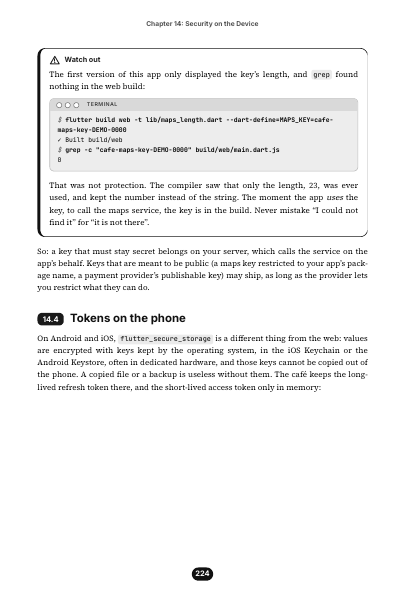 Chapter 14: Security on the Device
Watch out
The first version of this app only displayed the key's length, and grep found
nothing in the web build:
TERMINAL
$ flutter build web -t lib/maps_length.dart --dart-define=MAPS_KEY=cafe-
maps-key-DEMO-0000
✓ Built build/web
$ grep -c "cafe-maps-key-DEMO-0000" build/web/main.dart.js
0
That was not protection. The compiler saw that only the length, 23, was ever
used, and kept the number instead of the string. The moment the app uses the
key, to call the maps service, the key is in the build. Never mistake “I could not
find it” for “it is not there”.
So: a key that must stay secret belongs on your server, which calls the service on the
app's behalf. Keys that are meant to be public (a maps key restricted to your app's pack-
age name, a payment provider's publishable key) may ship, as long as the provider lets
you restrict what they can do.
14.4 Tokens on the phone
On Android and iOS, flutter_secure_storage is a different thing from the web: values
are encrypted with keys kept by the operating system, in the iOS Keychain or the
Android Keystore, often in dedicated hardware, and those keys cannot be copied out of
the phone. A copied file or a backup is useless without them. The café keeps the long-
lived refresh token there, and the short-lived access token only in memory:
224